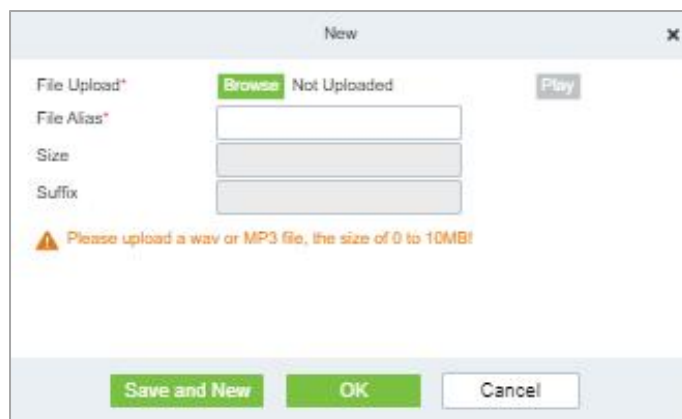 New
File Upload* Browse Not Uploaded Play
File Alias*
Size
Suffix
Please upload a wav or MP3 file, the size of 0 to 10MB!
Save and New OK Cancel